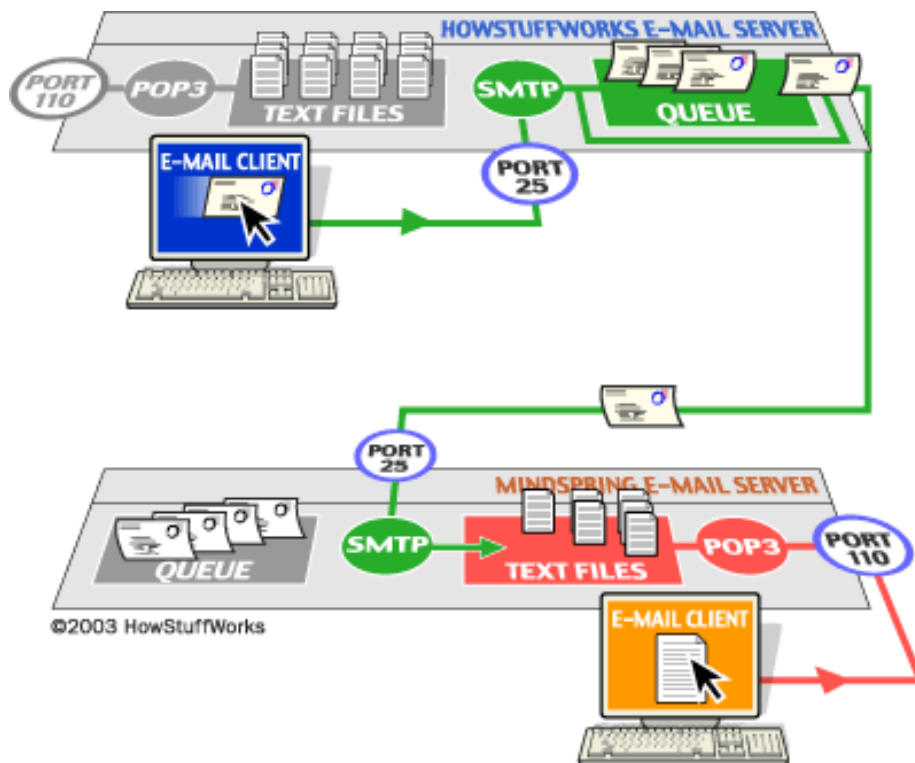 HOWSTUFFWORKS E-MAIL SERVER
PORT
110
POP3
TEXT FILES
SMTP
QUEUE
E-MAIL CLIENT
PORT
25
PORT
25
MINDSPRING E-MAIL SERVER
QUEUE
SMTP
TEXT FILES
POP3
PORT
110
©2003 HowStuffWorks
E-MAIL CLIENT